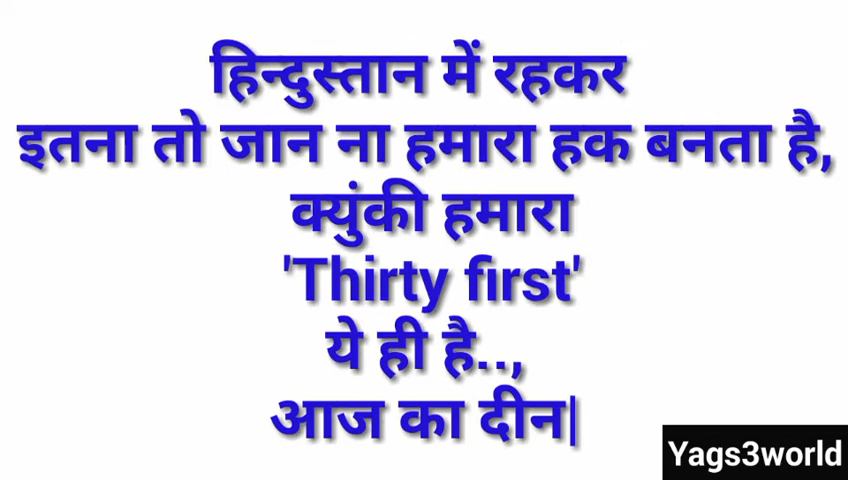 हिन्दुस्तान में रहकर
इतना तो जान ना हमारा हक बनता है,
क्युंकी हमारा
'Thirty first'
ये ही है..,
आज का दीन|
Yags3world